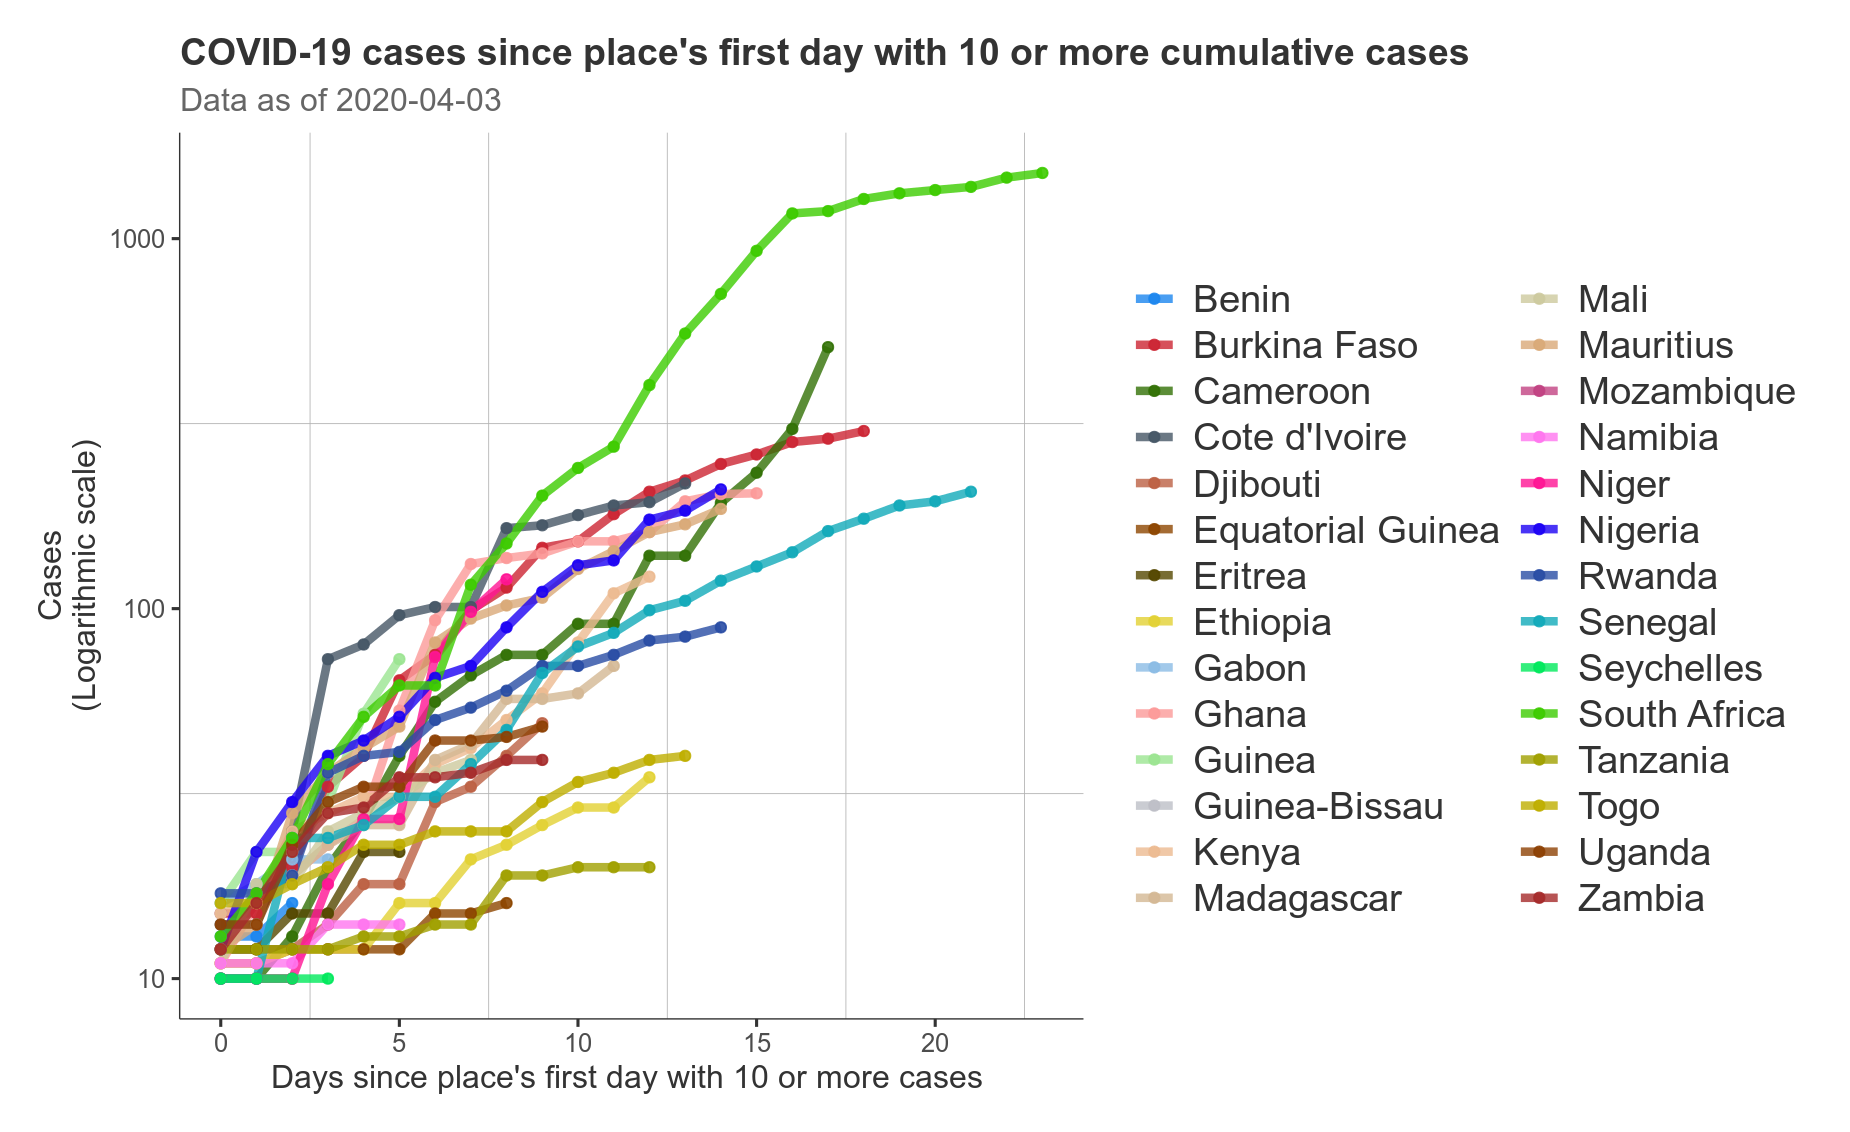 COVID-19 cases since place's first day with 10 or more cumulative cases
Data as of 2020-04-03
Cases
(Logarithmic scale)
1000
100
10
0
5
10
15
20
Days since place's first day with 10 or more cases
Benin
Burkina Faso
Cameroon
Cote d'Ivoire
Djibouti
Equatorial Guinea
Eritrea
Ethiopia
Gabon
Ghana
Guinea
Guinea-Bissau
Kenya
Madagascar
Mali
Mauritius
Mozambique
Namibia
Niger
Nigeria
Rwanda
Senegal
Seychelles
South Africa
Tanzania
Togo
Uganda
Zambia